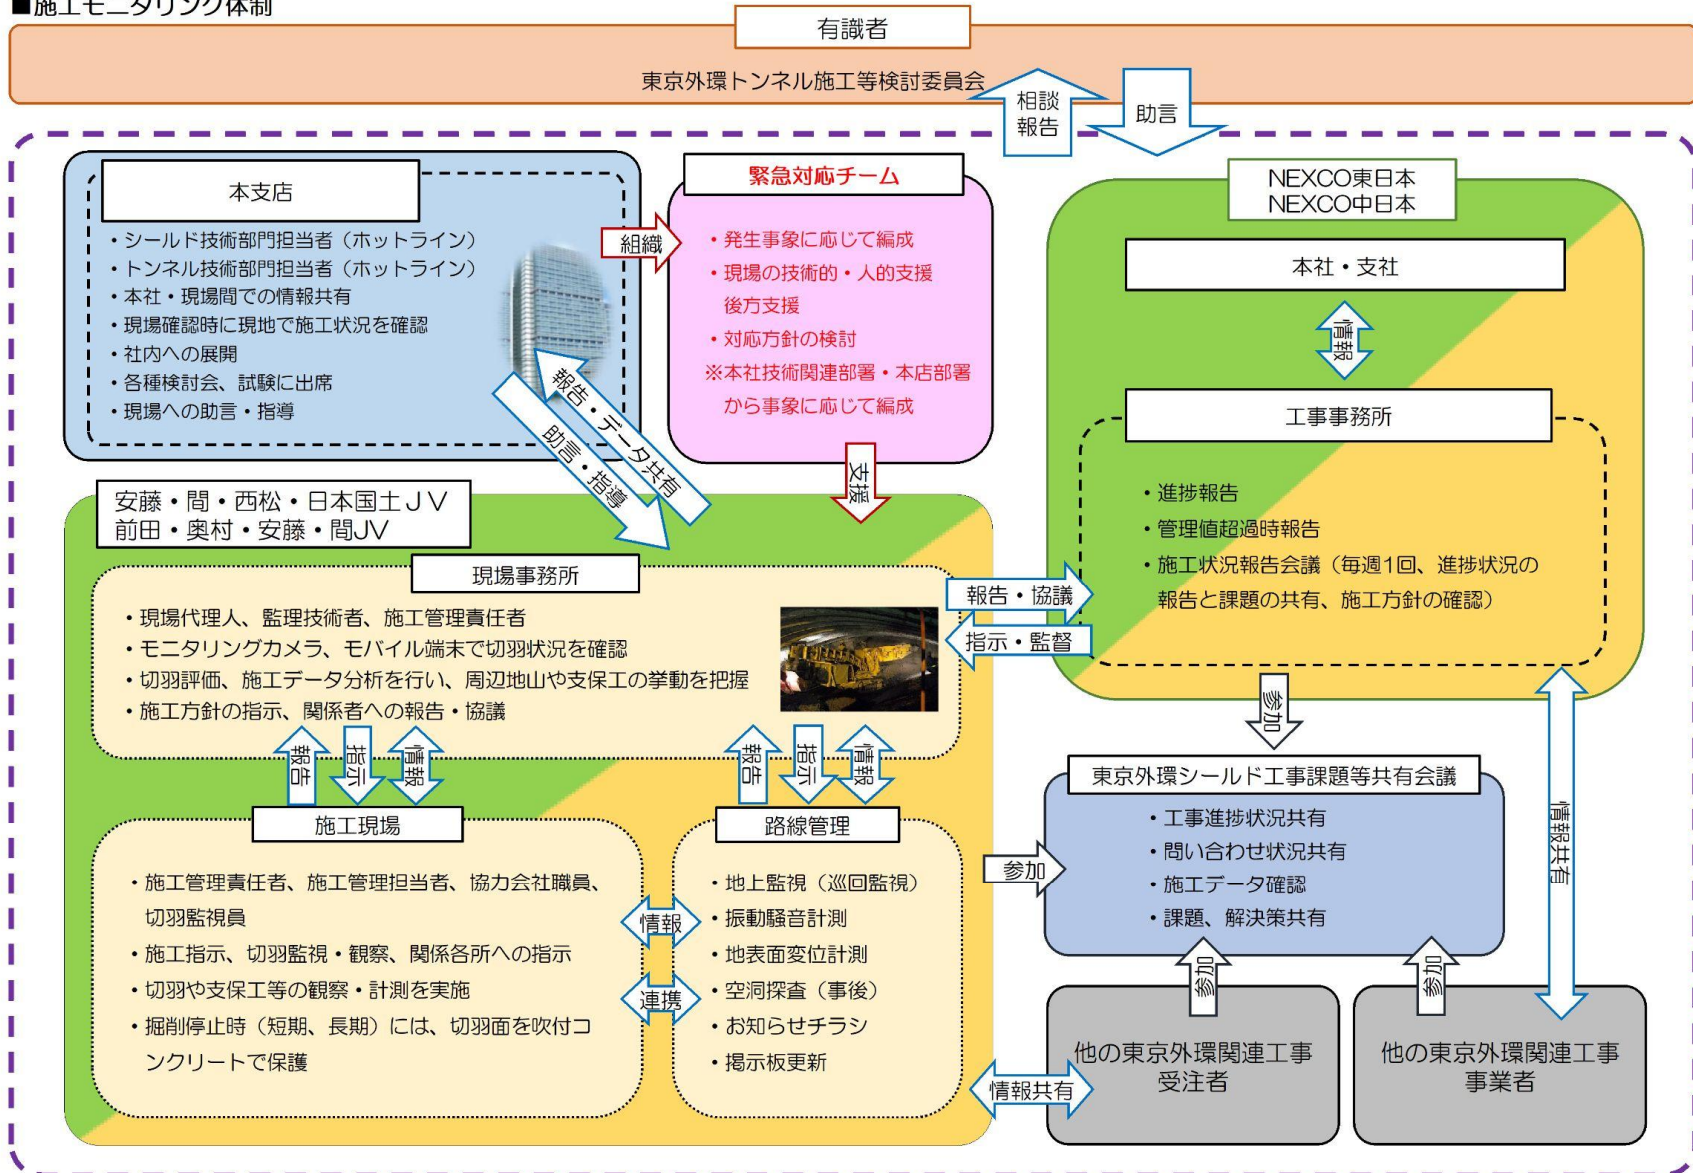 ■施工モニタリング体制
有識者
東京外環トンネル施工等検討委員会
相談
報告
助言
本支店
・シールド技術部門担当者（ホットライン）
・トンネル技術部門担当者（ホットライン）
・本社・現場間での情報共有
・現場確認時に現地で施工状況を確認
・社内への展開
・各種検討会、試験に出席
・現場への助言・指導
組織
緊急対応チーム
・発生事象に応じて編成
・現場の技術的・人的支援
後方支援
・対応方針の検討
※本社技術関連部署・本店部署
から事象に応じて編成
報告・データ共有
助言・指導
支援
NEXCO東日本
NEXCO中日本
本社・支社
情報
工事事務所
・進捗報告
・管理値超過時報告
・施工状況報告会議（毎週1回、進捗状況の
報告と課題の共有、施工方針の確認）
安藤・間・西松・日本国土ＪＶ
前田・奥村・安藤・間JV
現場事務所
・現場代理人、監理技術者、施工管理責任者
・モニタリングカメラ、モバイル端末で切羽状況を確認
・切羽評価、施工データ分析を行い、周辺地山や支保工の挙動を把握
・施工方針の指示、関係者への報告・協議
報告・協議
指示・監督
報告
指示
情報
報告
指示
情報
施工現場
・施工管理責任者、施工管理担当者、協力会社職員、
切羽監視員
・施工指示、切羽監視・観察、関係各所への指示
・切羽や支保工等の観察・計測を実施
・掘削停止時（短期、長期）には、切羽面を吹付コ
ンクリートで保護
情報
連携
路線管理
・地上監視（巡回監視）
・振動騒音計測
・地表面変位計測
・空洞探査（事後）
・お知らせチラシ
・掲示板更新
参加
参加
東京外環シールド工事課題等共有会議
・工事進捗状況共有
・問い合わせ状況共有
・施工データ確認
・課題、解決策共有
情報共有
参加
参加
他の東京外環関連工事
受注者
他の東京外環関連工事
事業者
情報共有